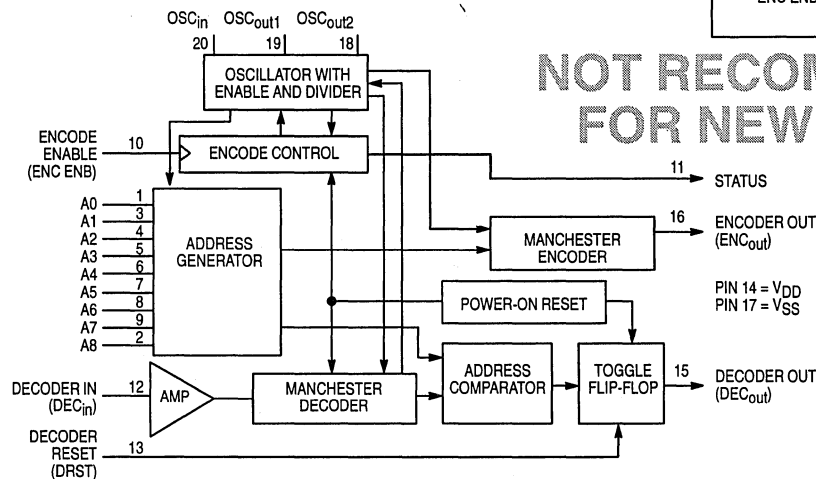 ENC ENB
OSCin OSCout1 OSCout2
20 19 18
OSCILLATOR WITH
ENABLE AND DIVIDER
NOT RECOM
FOR NEW
ENCODE
ENABLE
(ENC ENB)
10
ENCODE CONTROL
11
STATUS
A0 1
A1 3
A2 4
A3 5
A4 6
A5 7
A6 8
A7 9
A8 2
ADDRESS
GENERATOR
MANCHESTER
ENCODER
16
ENCODER OUT
(ENCout)
PIN 14 = VDD
PIN 17 = VSS
POWER-ON RESET
DECODER IN
(DECin)
12
AMP
MANCHESTER
DECODER
ADDRESS
COMPARATOR
TOGGLE
FLIP-FLOP
15
DECODER OUT
(DECout)
DECODER
RESET
(DRST)
13